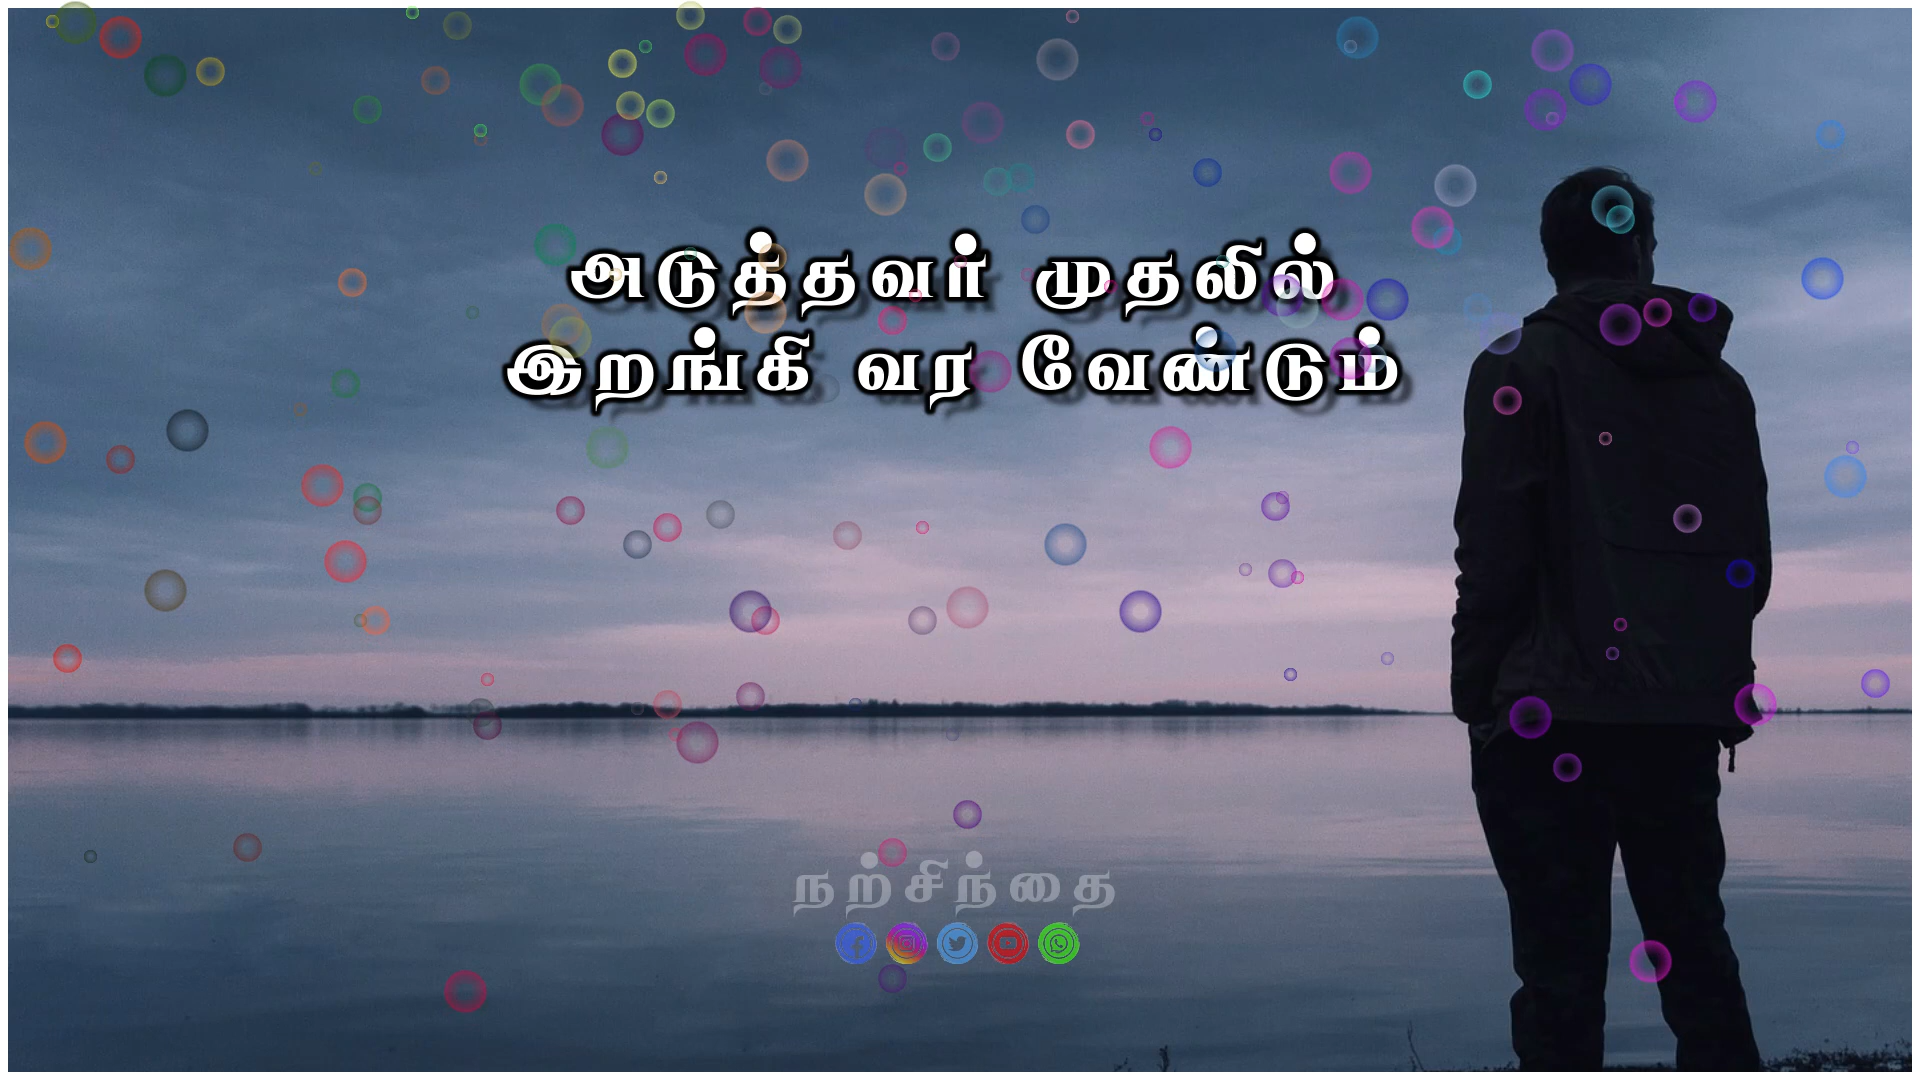 அடுத்தவர் முதலில்
இறங்கி வர வேண்டும்
நற்சிந்தை